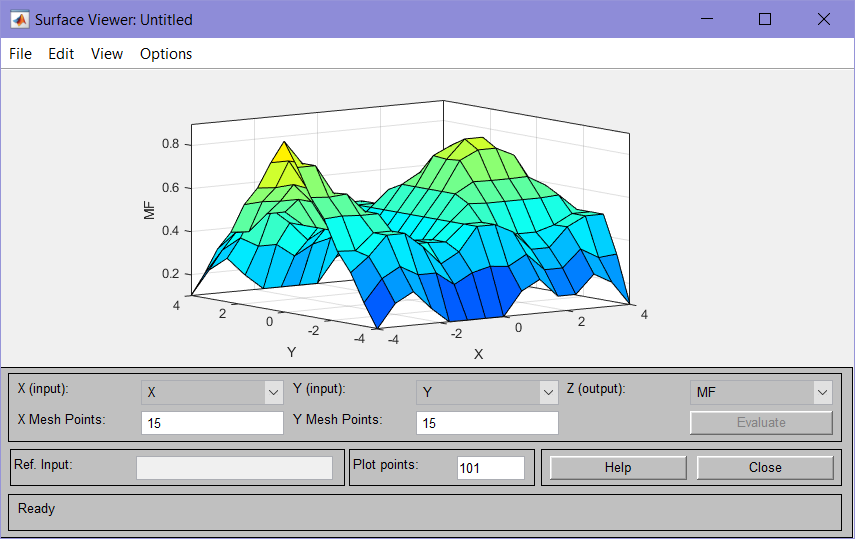 Surface Viewer: Untitled
File Edit View Options
0.8
0.6
0.4
0.2
MF
4
2
0
-2
-4
Y
-4
-2
0
2
4
X
X (input): X Y (input): Y Z (output): MF
X Mesh Points: 15 Y Mesh Points: 15 Evaluate
Ref. Input: Plot points: 101 Help Close
Ready